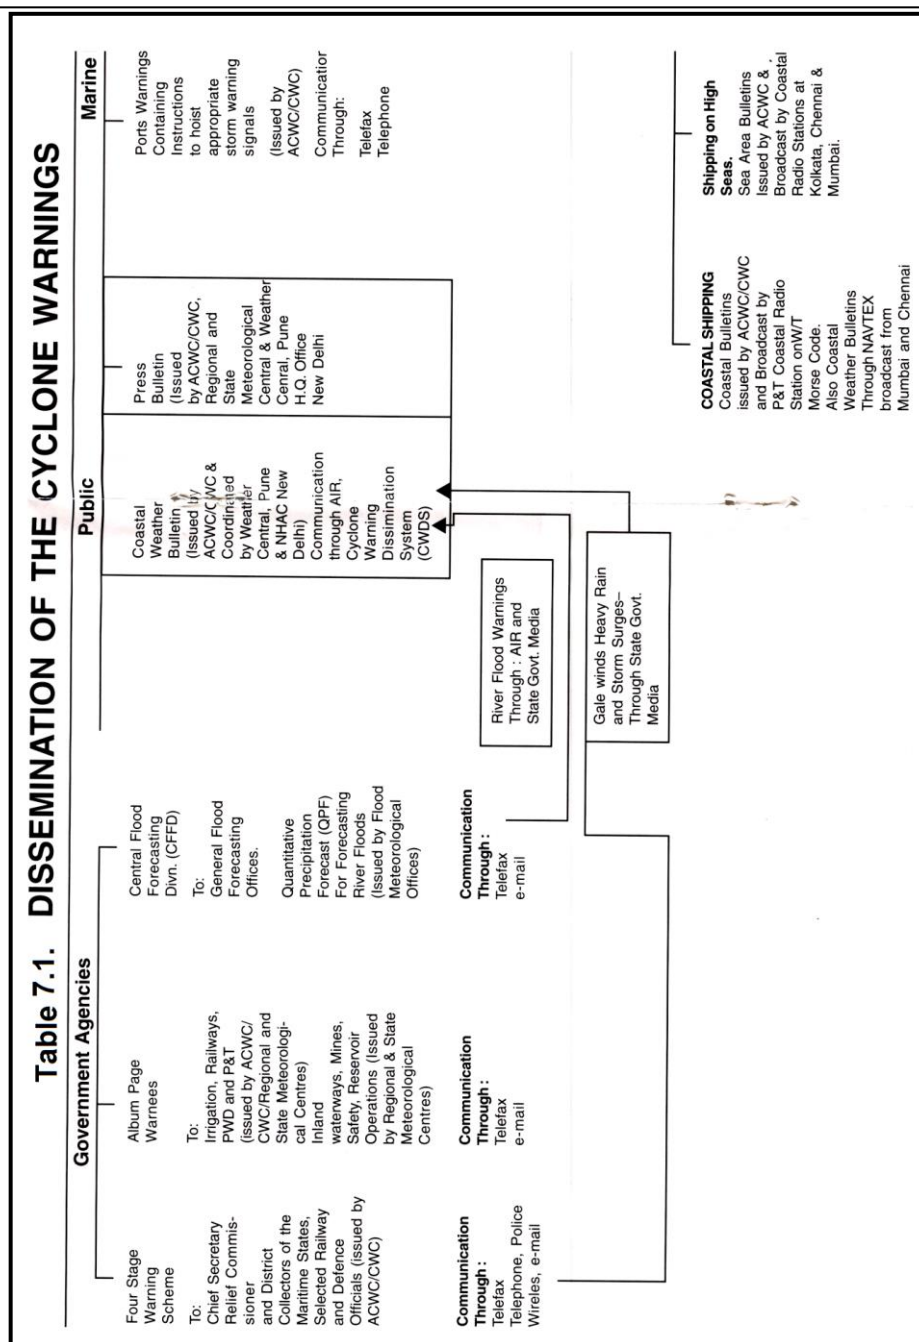 Table 7.1. DISSEMINATION OF THE CYCLONE WARNINGS
Government Agencies
Four Stage
Warning
Scheme
To:
Chief Secretary
Relief Commis-
sioner
and District
Collectors of the
Maritime States,
Selected Railway
and Defence
Officials (issued by
ACWC/CWC)
Communication
Through:
Telefax
Telephone, Police
Wireles, e-mail
Album Page
Warnees
To:
Irrigation, Railways,
PWD and P&T
(issued by ACWC/
CWC/Regional and
State Meteorologi-
cal Centres)
Inland
waterways, Mines,
Safety, Reservoir
Operations (Issued
by Regional & State
Meteorological
Centres)
Communication
Through:
Telefax
e-mail
Central Flood
Forecasting
Divn. (CFFD)
To:
General Flood
Forecasting
Offices.
Quantitative
Precipitation
Forecast (QPF)
For Forecasting
River Floods
(Issued by Flood
Meteorological
Offices)
Communication
Through:
Telefax
e-mail
Public
Coastal
Weather
Bulletin
(Issued by
ACWC/CWC &
Coordinated
by Weather
Central, Pune
& NHAC New
Delhi)
Communication
through AIR,
Cyclone
Warning
Dissimination
System
(CWDS)
Press
Bulletin
(Issued
by ACWC/CWC,
Regional and
State
Meteorological
Central & Weather
Cenral, Pune
H.Q. Office
New Delhi
River Flood Warnings
Through : AIR and
State Govt. Media
Gale winds Heavy Rain
and Storm Surges–
Through State Govt.
Media
Marine
Ports Warnings
Containing
Instructions
to hoist
appropriate
storm warning
signals
(Issued by
ACWC/CWC)
Communicatior
Through:
Telefax
Telephone
COASTAL SHIPPING
Coastal Bulletins
issued by ACWC/CWC
and Broadcast by
P&T Coastal Radio
Station onW/T
Morse Code.
Also Coastal
Weather Bulletins
Through NAVTEX
broadcast from
Mumbai and Chennai
Shipping on High
Seas.
Sea Area Bulletins
Issued by ACWC &
Broadcast by Coastal
Radio Stations at
Kolkata, Chennai &
Mumbai.